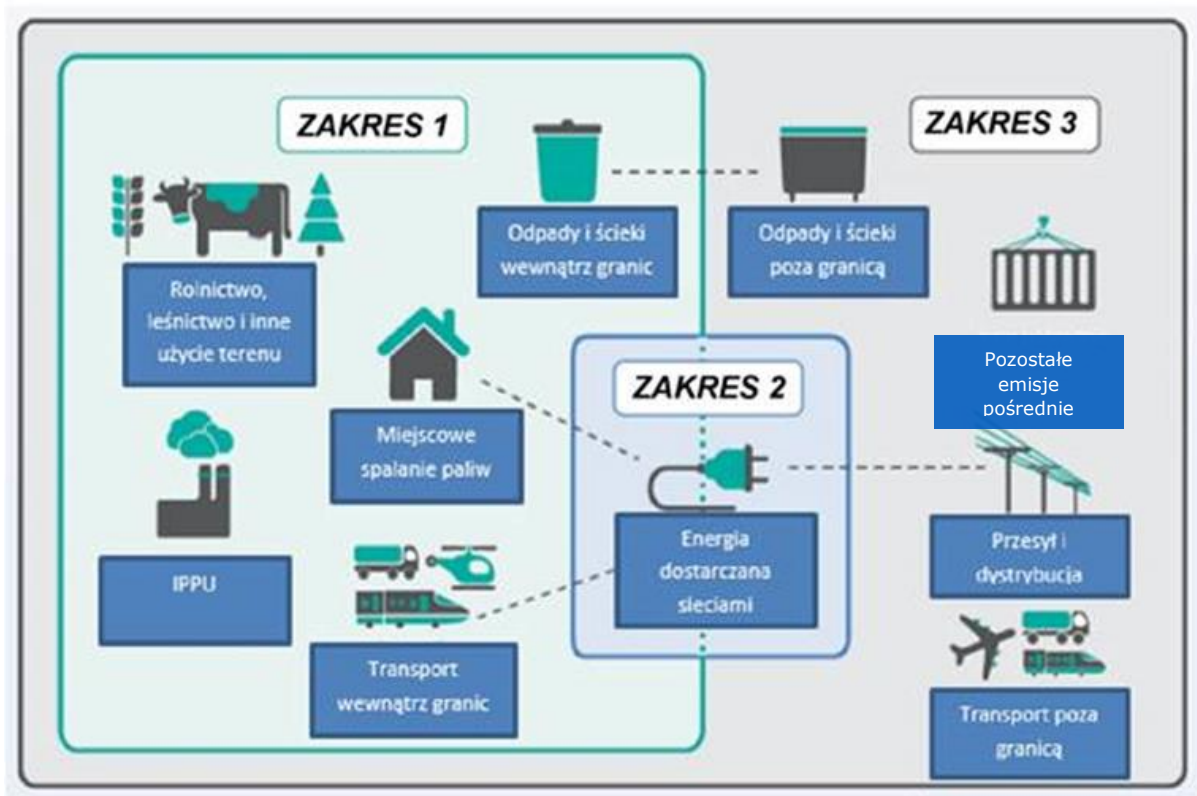 ZAKRES 1
ZAKRES 3
Odpady i ścieki
wewnątrz granic
Odpady i ścieki
poza granicą
Rolnictwo,
leśnictwo i inne
użycie terenu
Pozostałe
emisje
pośrednie
ZAKRES 2
Miejscowe
spalanie paliw
Energia
dostarczana
sieciami
Przesył i
dystrybucja
IPPU
Transport
wewnątrz granic
Transport poza
granicą